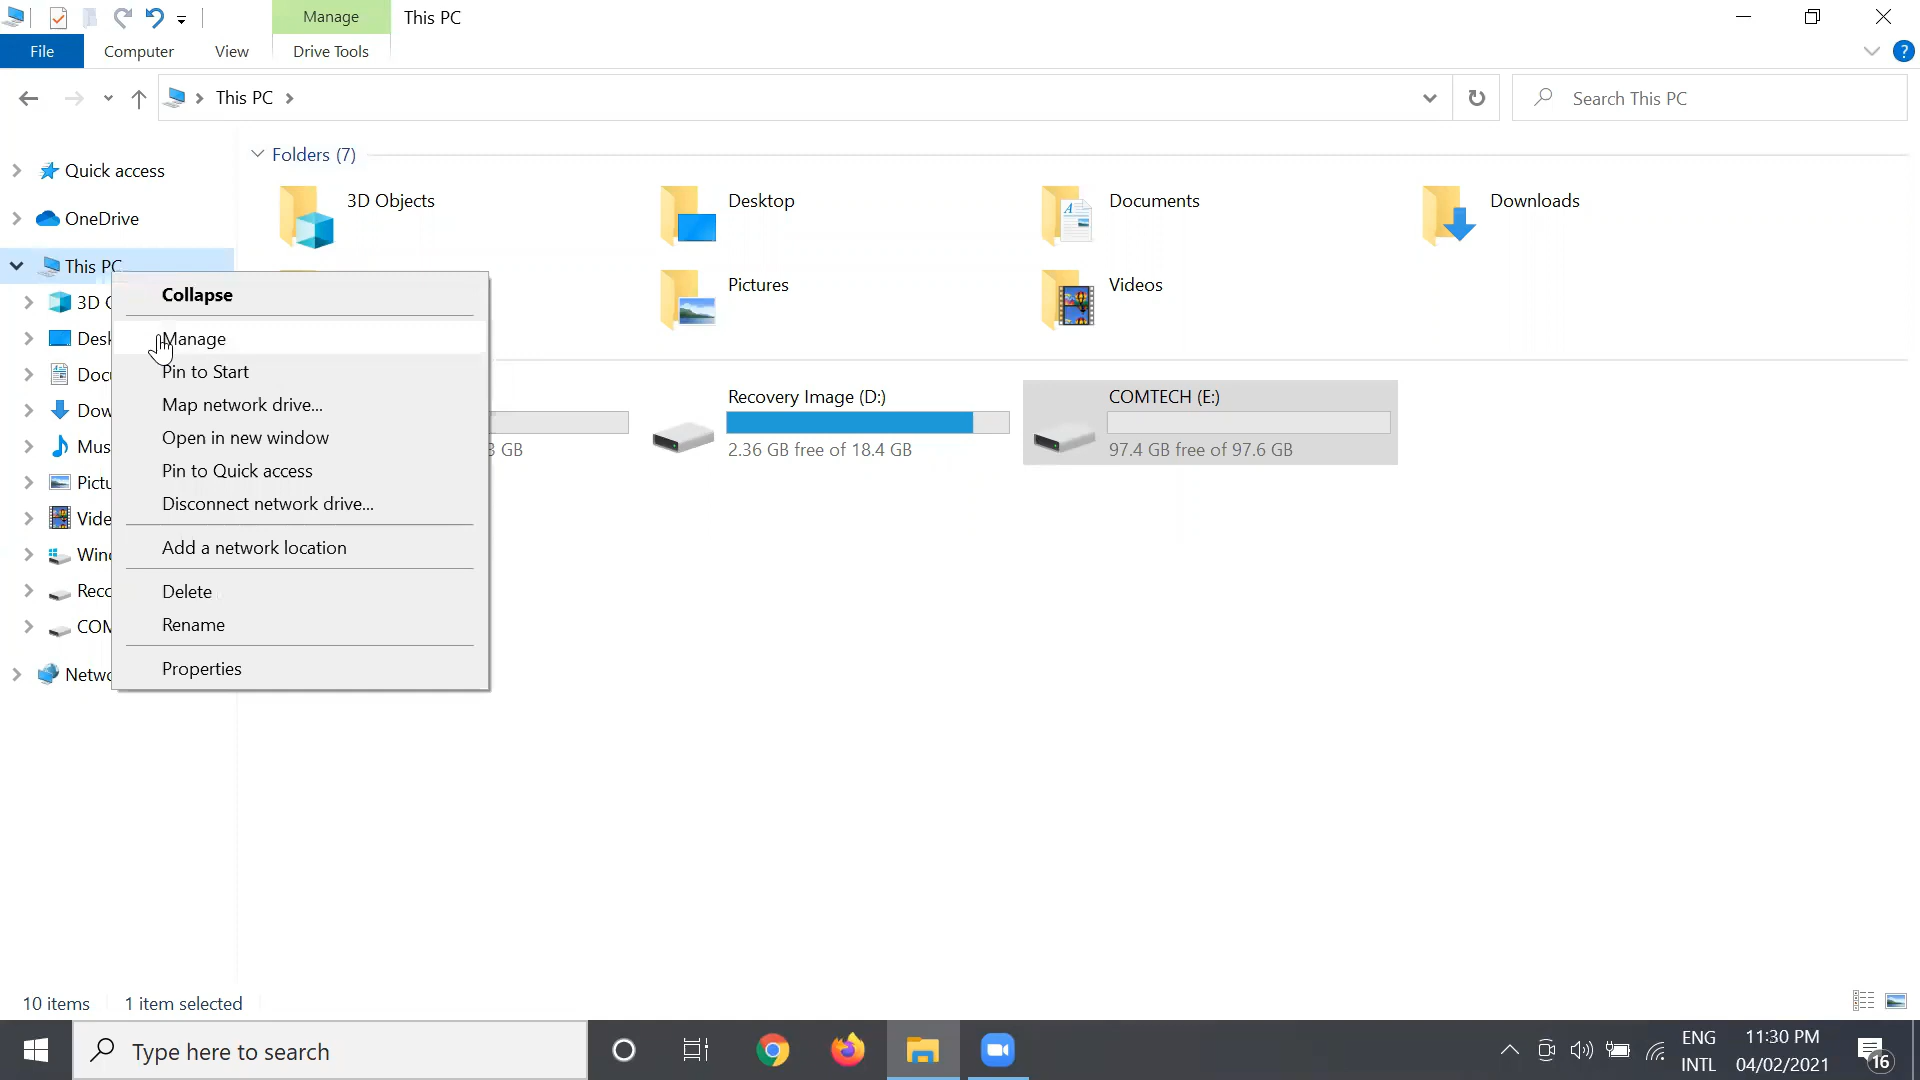 Manage
This PC
File
Computer
View
Drive Tools
?
This PC
Search This PC
Quick access
OneDrive
This PC
3D
Desk
Docu
Dow
Mus
Pictu
Vide
Wind
Reco
COM
Netwo
Collapse
Manage
Pin to Start
Map network drive...
Open in new window
Pin to Quick access
Disconnect network drive...
Add a network location
Delete
Rename
Properties
Folders (7)
3D Objects
Desktop
Documents
Downloads
Pictures
Videos
GB
Recovery Image (D:)
2.36 GB free of 18.4 GB
COMTECH (E:)
97.4 GB free of 97.6 GB
10 items
1 item selected
Type here to search
ENG
INTL
11:30 PM
04/02/2021
16